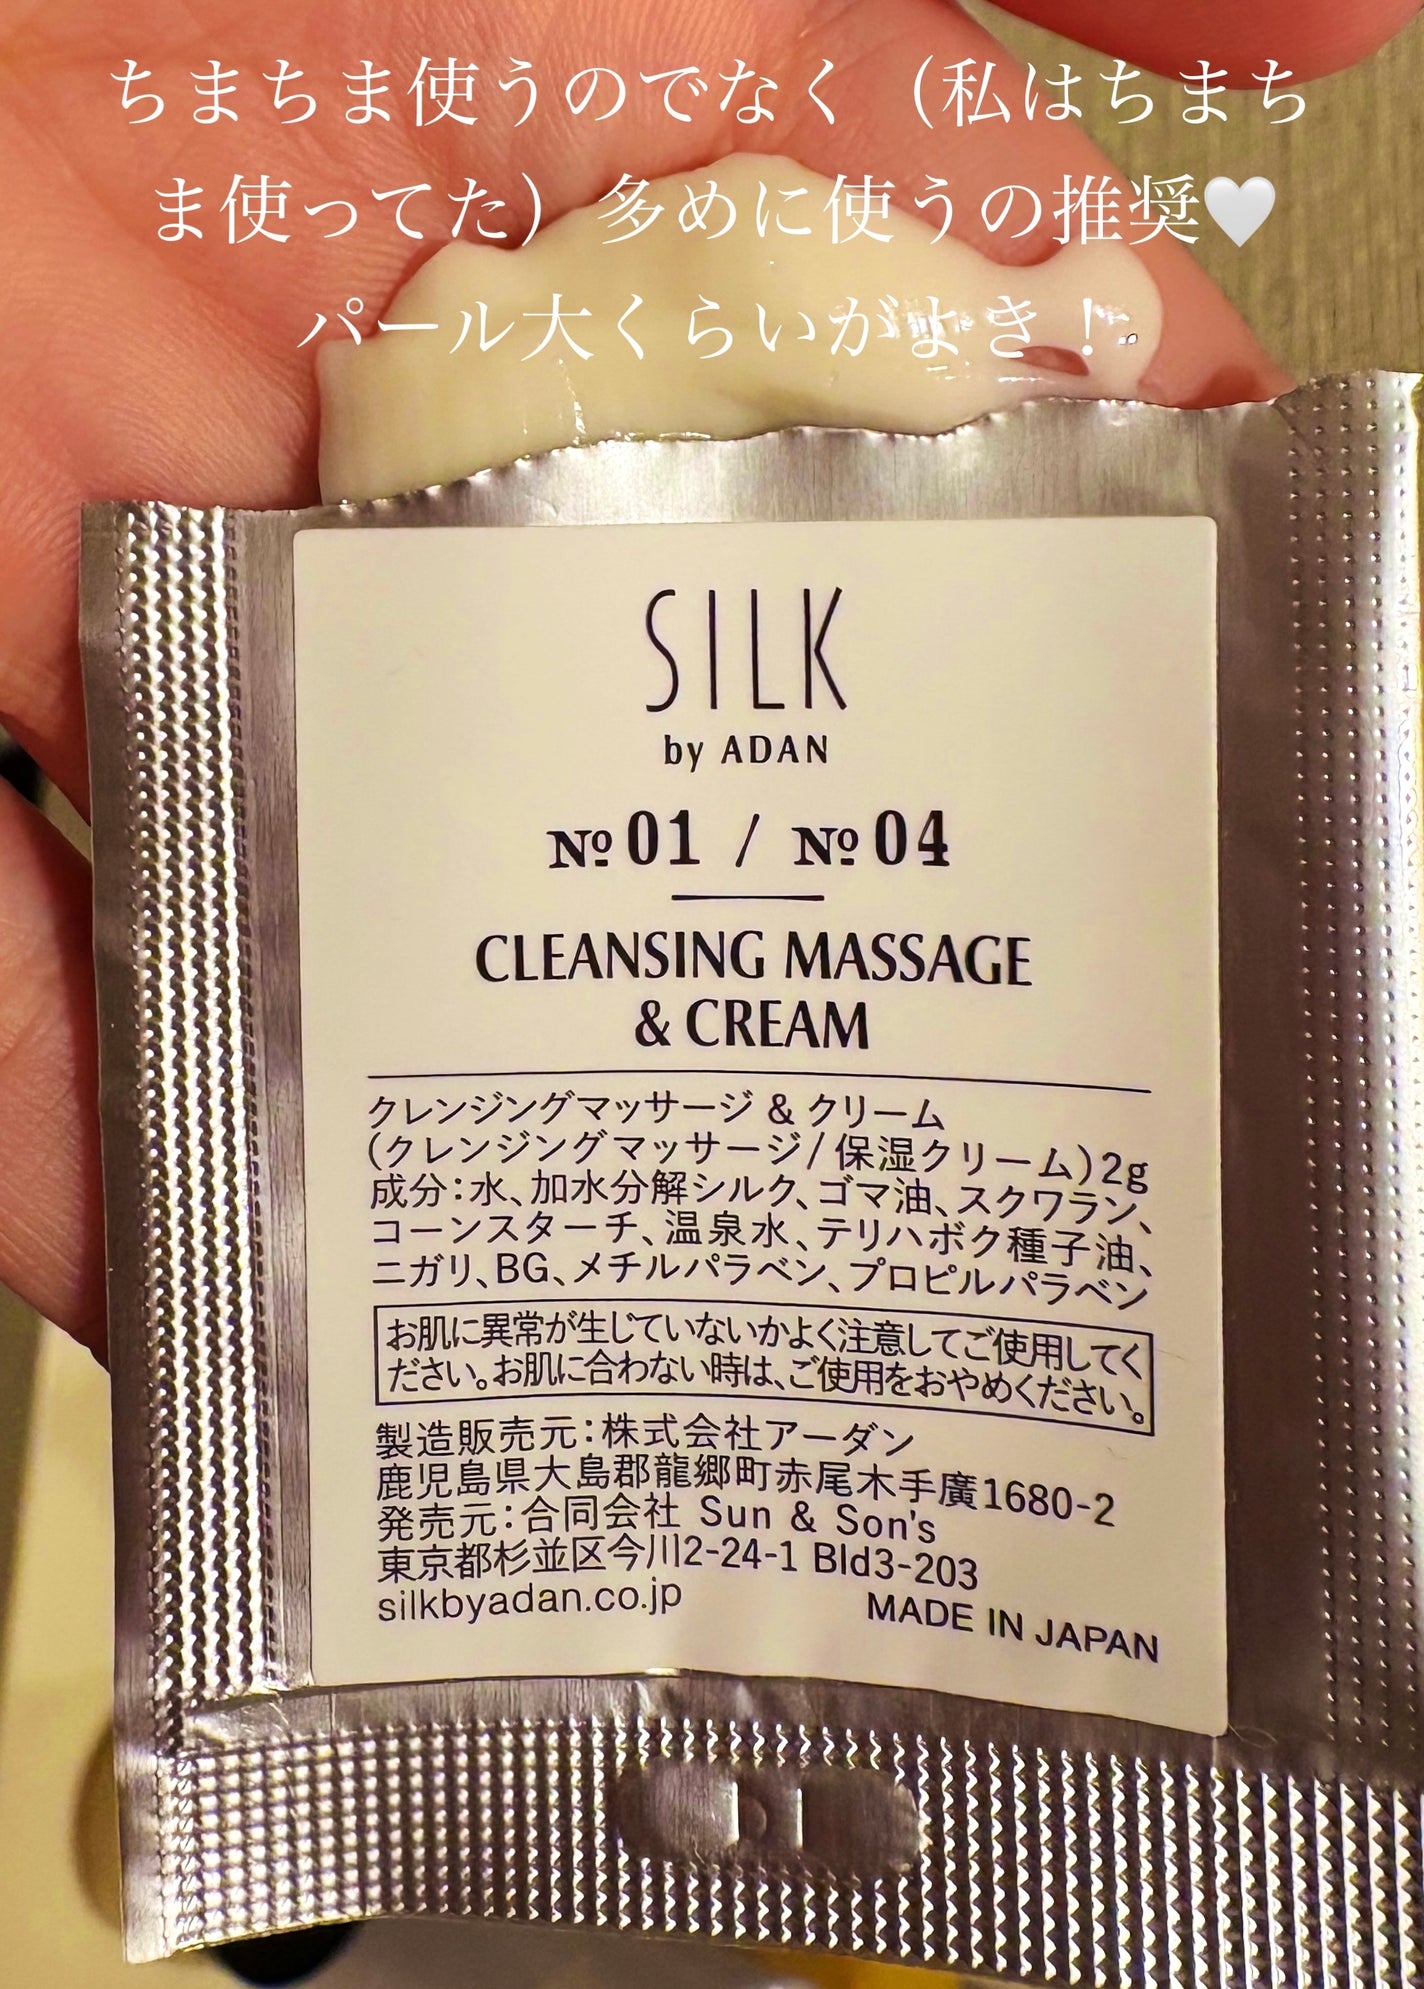 ちまちま使うのでなく（私はちまち
ま使ってた）多めに使うの推奨🤍
パール大くらいがよき！
SILK
by ADAN
№01 / №04
CLEANSING MASSAGE
& CREAM
クレンジングマッサージ & クリーム
(クレンジングマッサージ/保湿クリーム)2g
成分:水、加水分解シルク、ゴマ油、スクワラン、
コーンスターチ、温泉水、テリハボク種子油、
ニガリ、BG、メチルパラベン、プロピルパラベン
お肌に異常が生じていないかよく注意してご使用してく
ださい。お肌に合わない時は、ご使用をおやめください。
製造販売元:株式会社アーダン
鹿児島県大島郡龍郷町赤尾木手廣1680-2
発売元:合同会社 Sun & Son's
東京都杉並区今川2-24-1 Bld3-203
silkbyadan.co.jp
MADE IN JAPAN